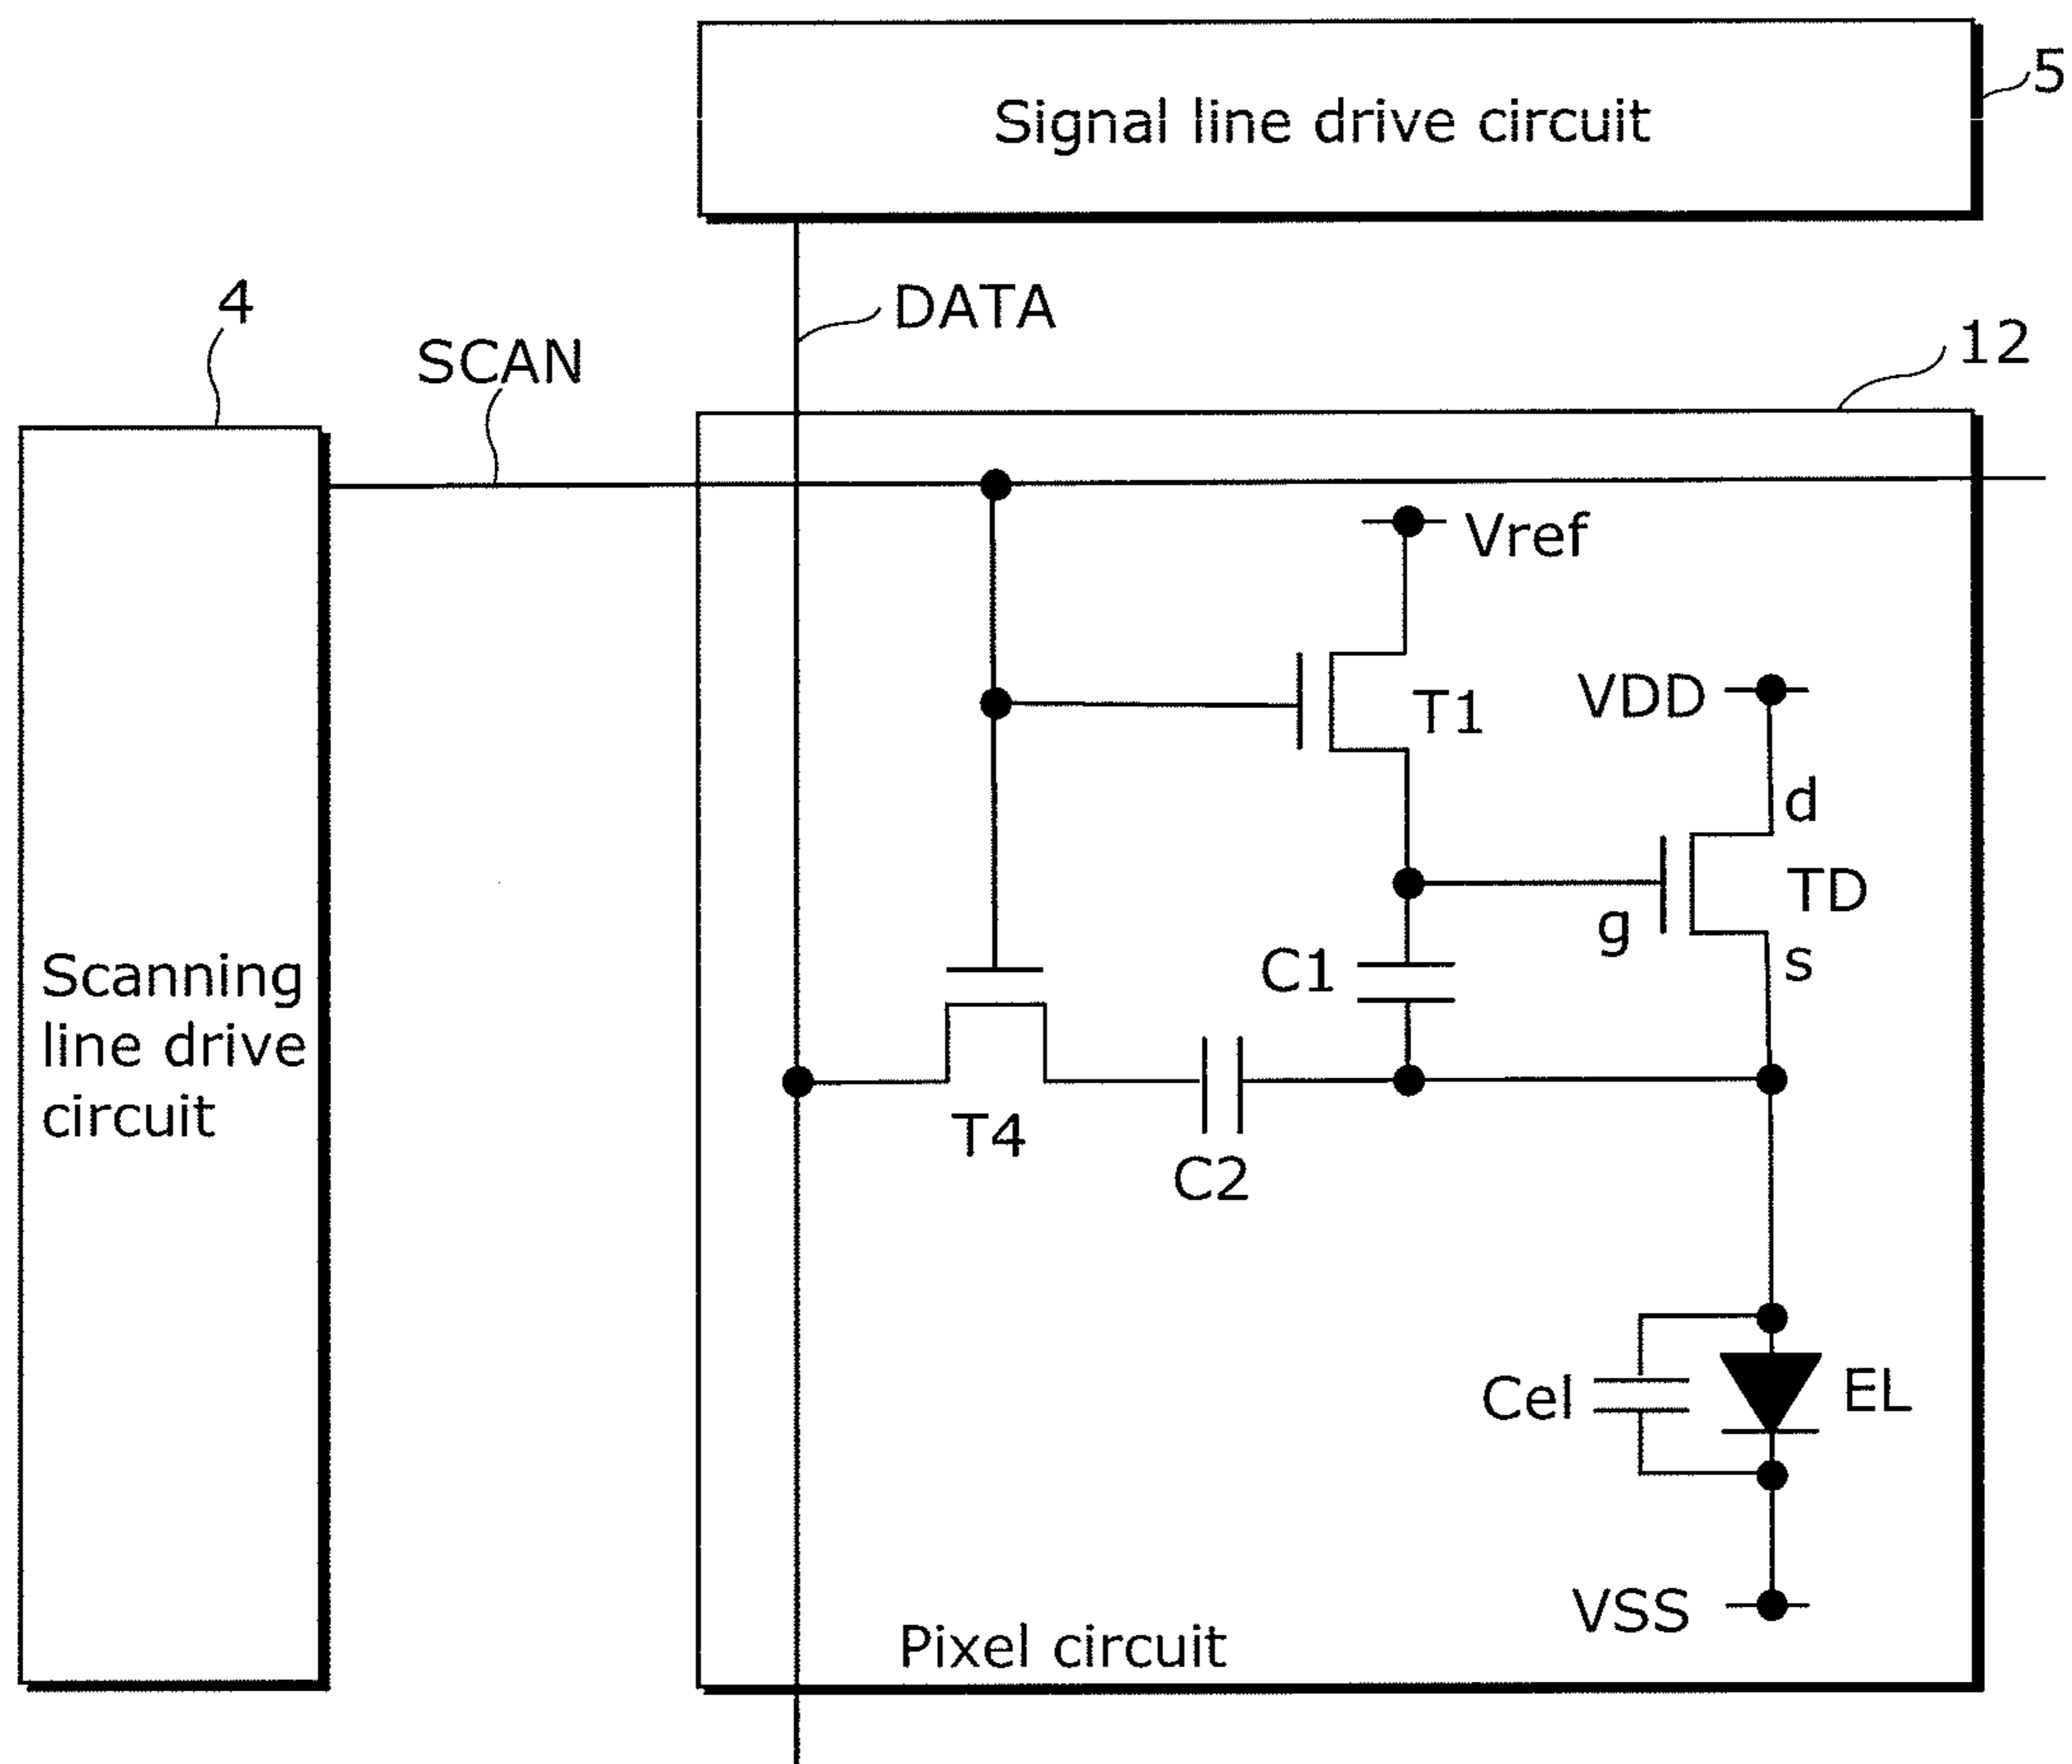 Signal line drive circuit
5
DATA
4
SCAN
12
Vref
T1
VDD
d
TD
g
s
C1
Scanning
line drive
circuit
T4
C2
Cel
EL
VSS
Pixel circuit